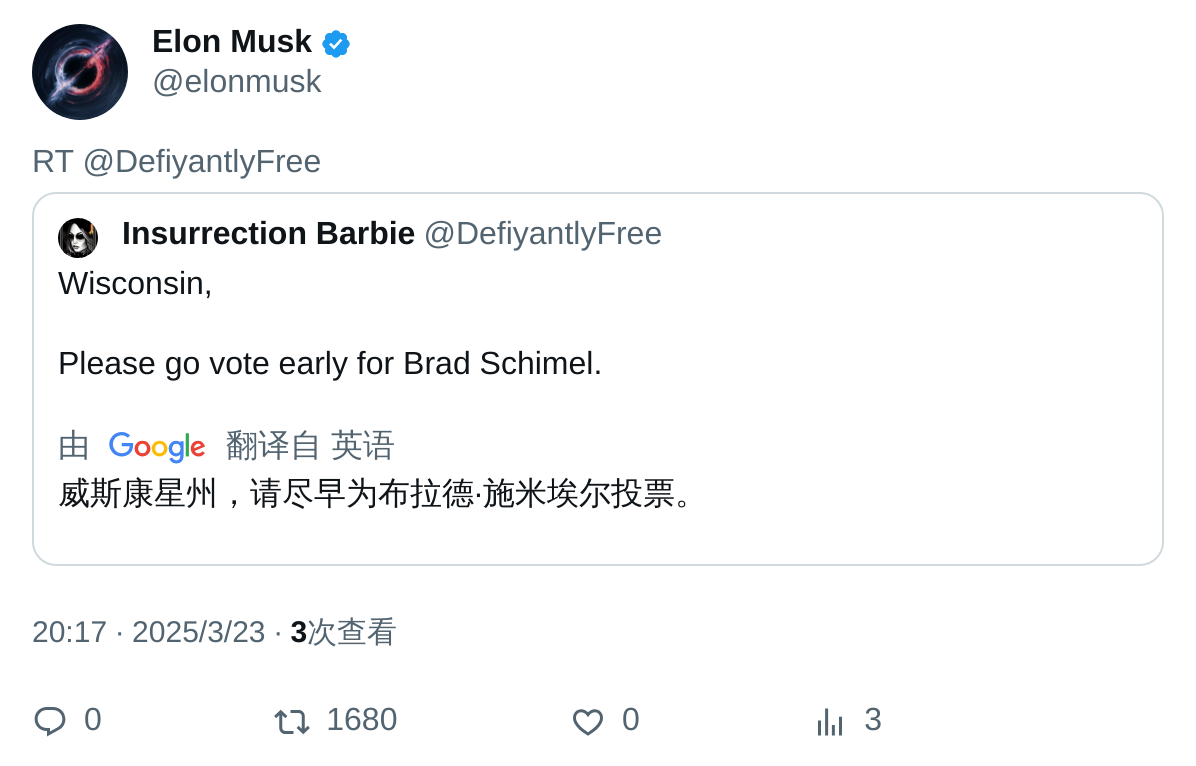 Elon Musk
@elonmusk
RT @DefiyantlyFree
Insurrection Barbie @DefiyantlyFree
Wisconsin,
Please go vote early for Brad Schimel.
由 Google 翻译自 英语
威斯康星州，请尽早为布拉德·施米埃尔投票。
20:17 · 2025/3/23 · 3次查看
0 1680 0 3